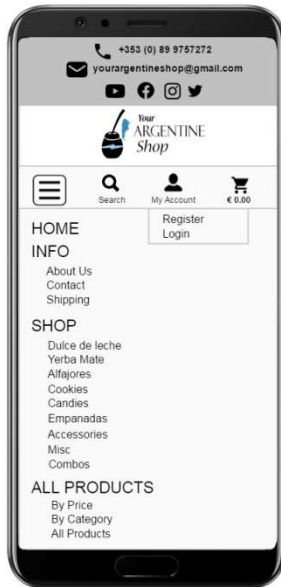 +353 (0) 89 9757272
yourargentineshop@gmail.com
Your
ARGENTINE
Shop
Search
My Account
€ 0.00
Register
Login
HOME
INFO
About Us
Contact
Shipping
SHOP
Dulce de leche
Yerba Mate
Alfajores
Cookies
Candies
Empanadas
Accessories
Misc
Combos
ALL PRODUCTS
By Price
By Category
All Products